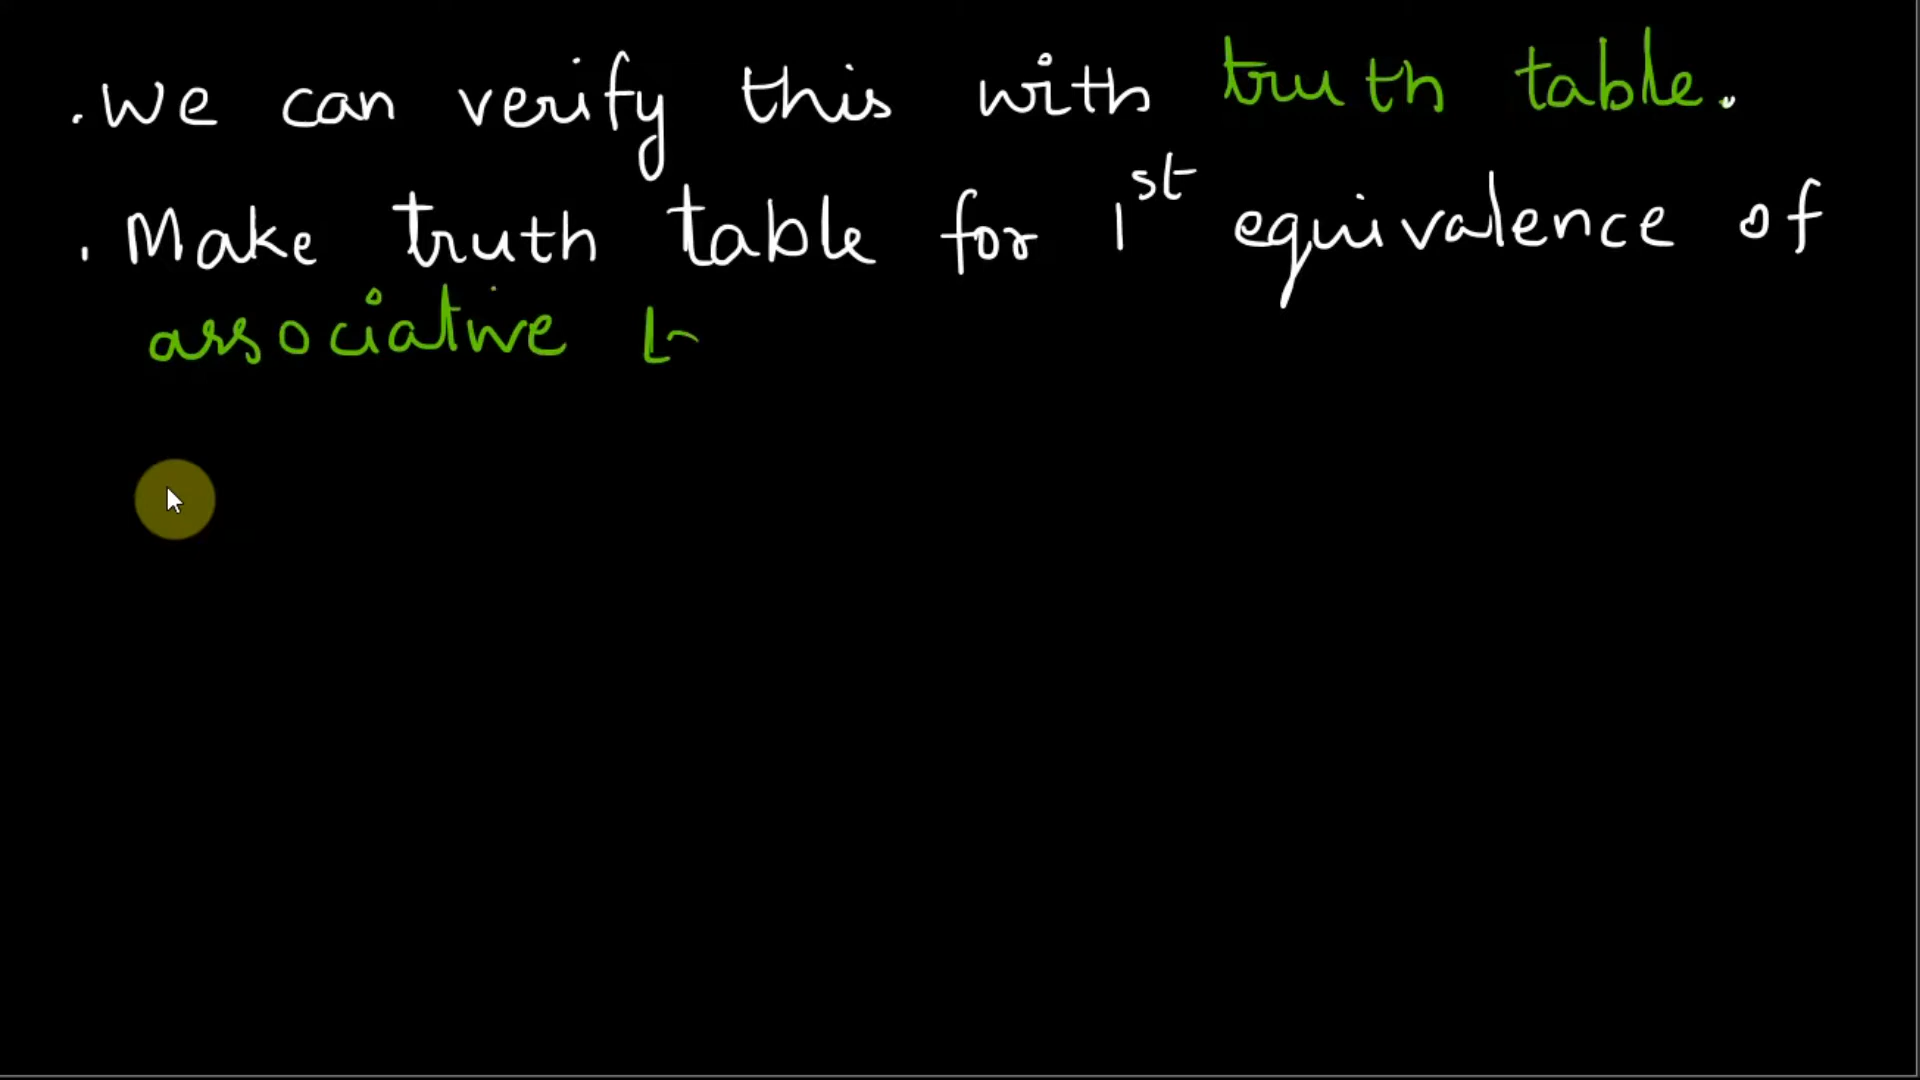 . We can verify this with truth table.
. Make truth table for 1st equivalence of
associative